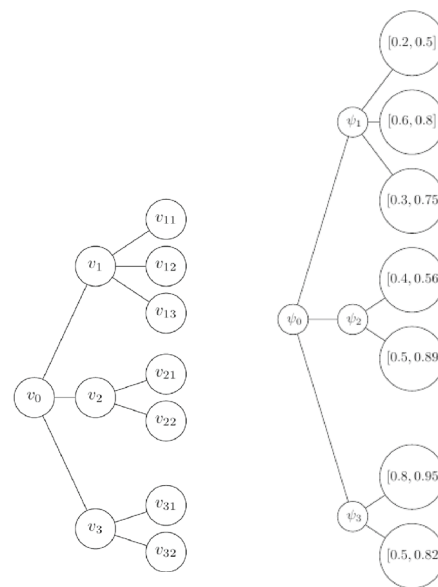 v₁₁
v₁
v₁₂
v₁₃
v₂₁
v₀
v₂
v₂₂
v₃₁
v₃
v₃₂
[0.2, 0.5]
ψ₁
[0.6, 0.8]
[0.3, 0.75
[0.4, 0.56
ψ₀
ψ₂
[0.5, 0.89
[0.8, 0.95
ψ₃
[0.5, 0.82